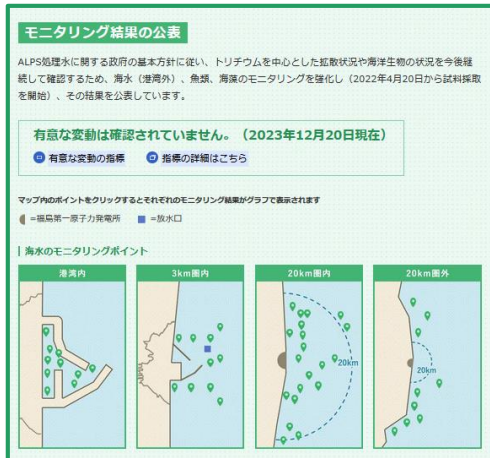 モニタリング結果の公表
ALPS処理水に関する政府の基本方針に従い、トリチウムを中心とした拡散状況や海洋生物の状況を今後継
続して確認するため、海水（港湾外）、魚類、海藻のモニタリングを強化し（2022年4月20日から試料採取
を開始）、その結果を公表しています。
有意な変動は確認されていません。（2023年12月20日現在）
有意な変動の指標 指標の詳細はこちら
マップ内のポイントをクリックするとそれぞれのモニタリング結果がグラフで表示されます
=福島第一原子力発電所 =放水口
海水のモニタリングポイント
港湾内 3km圏内 20km圏内 20km圏外
20km 20km